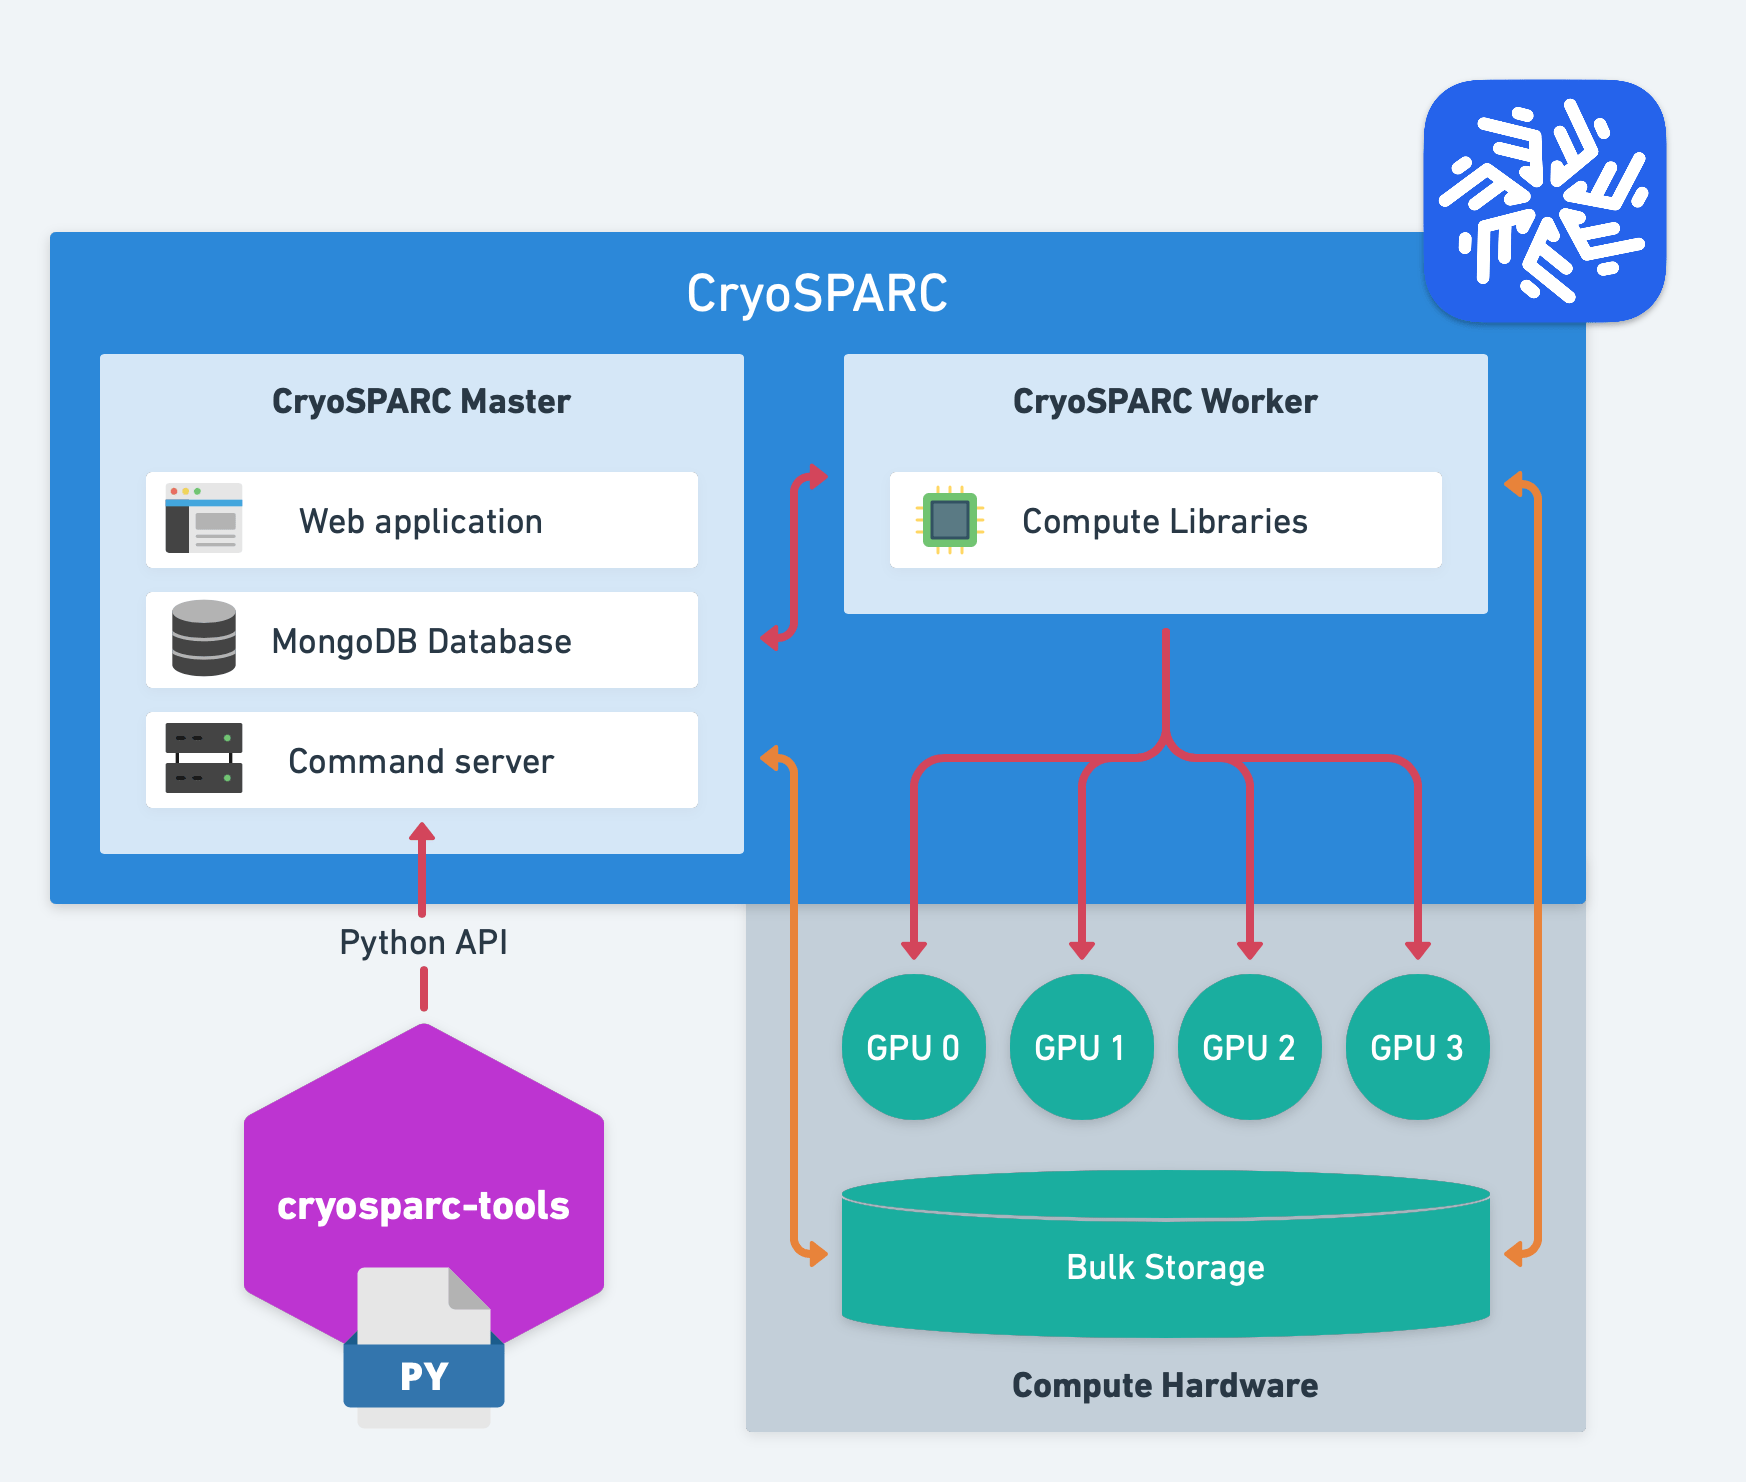 CryoSPARC
CryoSPARC Master
Web application
MongoDB Database
Command server
CryoSPARC Worker
Compute Libraries
Python API
cryosparc-tools
PY
GPU 0
GPU 1
GPU 2
GPU 3
Bulk Storage
Compute Hardware